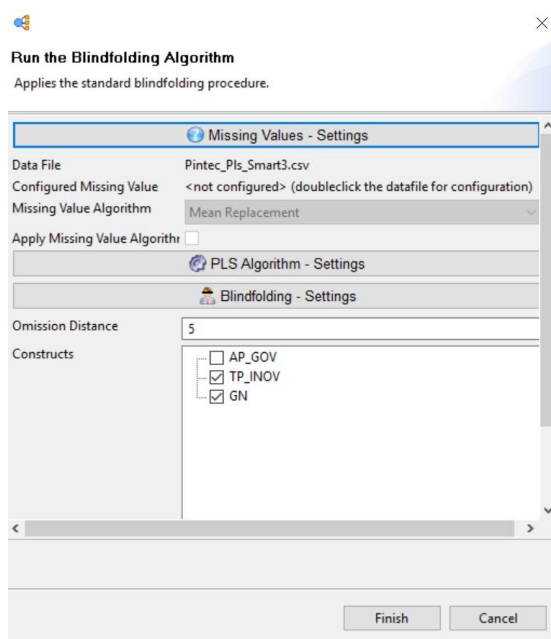 Run the Blindfolding Algorithm
Applies the standard blindfolding procedure.
Missing Values - Settings
Data File Pintec_Pls_Smart3.csv
Configured Missing Value <not configured> (doubleclick the datafile for configuration)
Missing Value Algorithm Mean Replacement
Apply Missing Value Algorithr
PLS Algorithm - Settings
Blindfolding - Settings
Omission Distance 5
Constructs AP_GOV
TP_INOV
GN
Finish Cancel